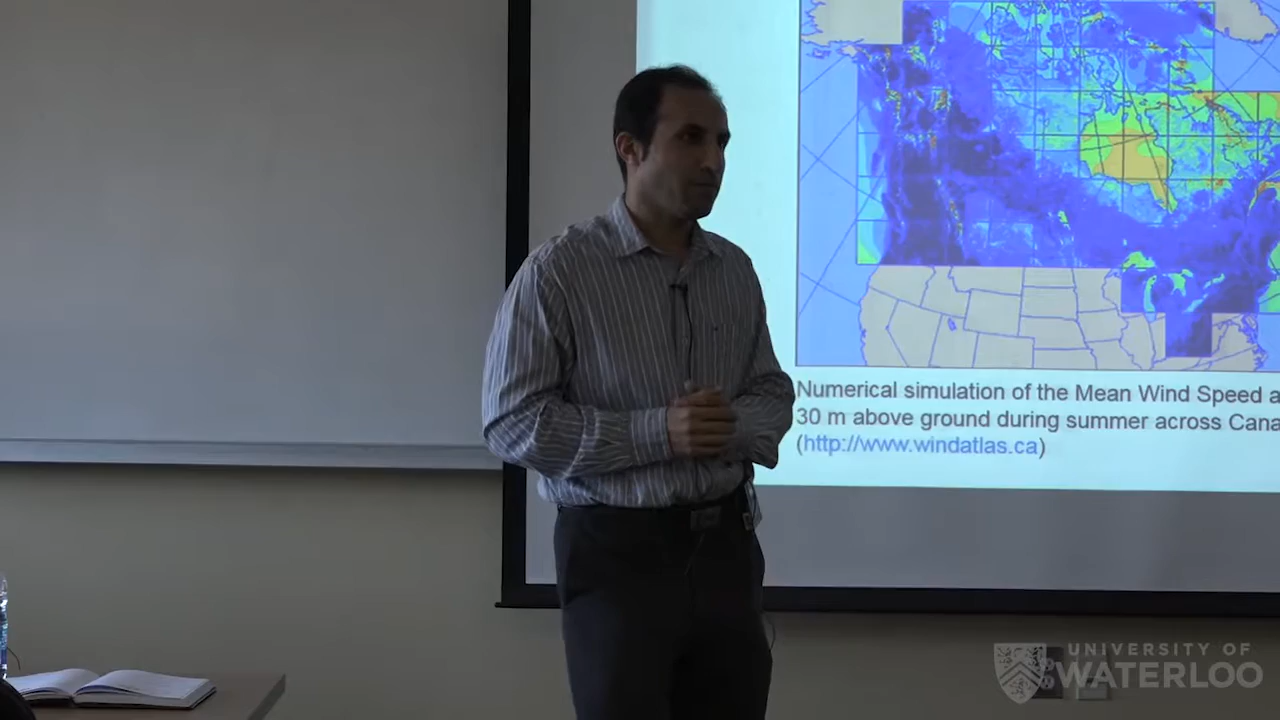 Numerical simulation of the Mean Wind Speed
30 m above ground during summer across
(http://www.windatlas.ca)
UNIVERSITY OF
WATERLOO